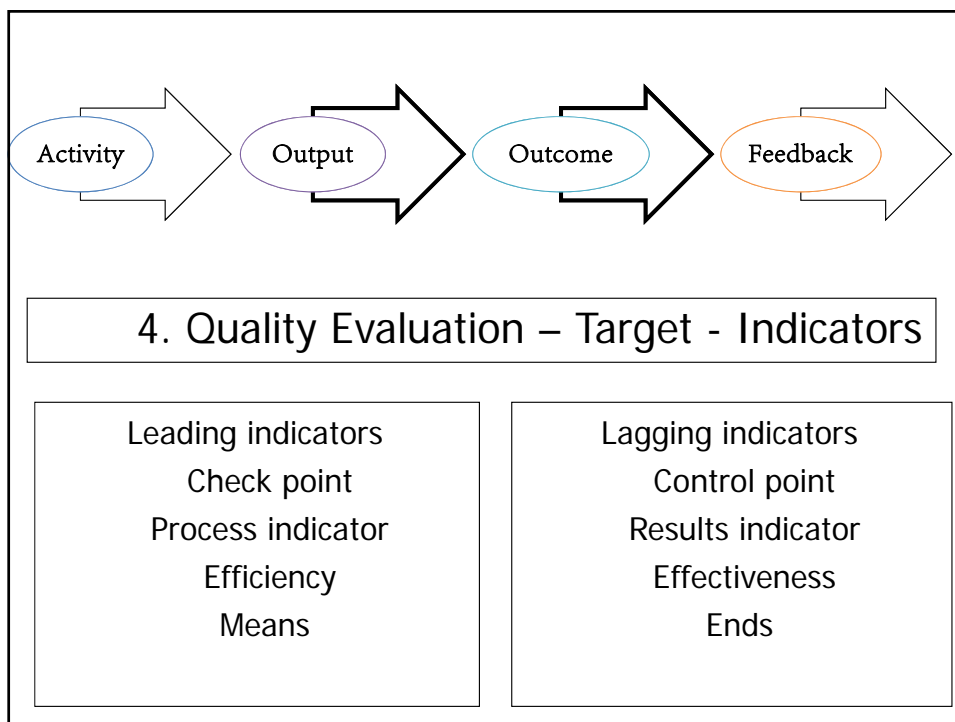 Activity
Output
Outcome
Feedback
4. Quality Evaluation – Target - Indicators
Leading indicators
Check point
Process indicator
Efficiency
Means
Lagging indicators
Control point
Results indicator
Effectiveness
Ends